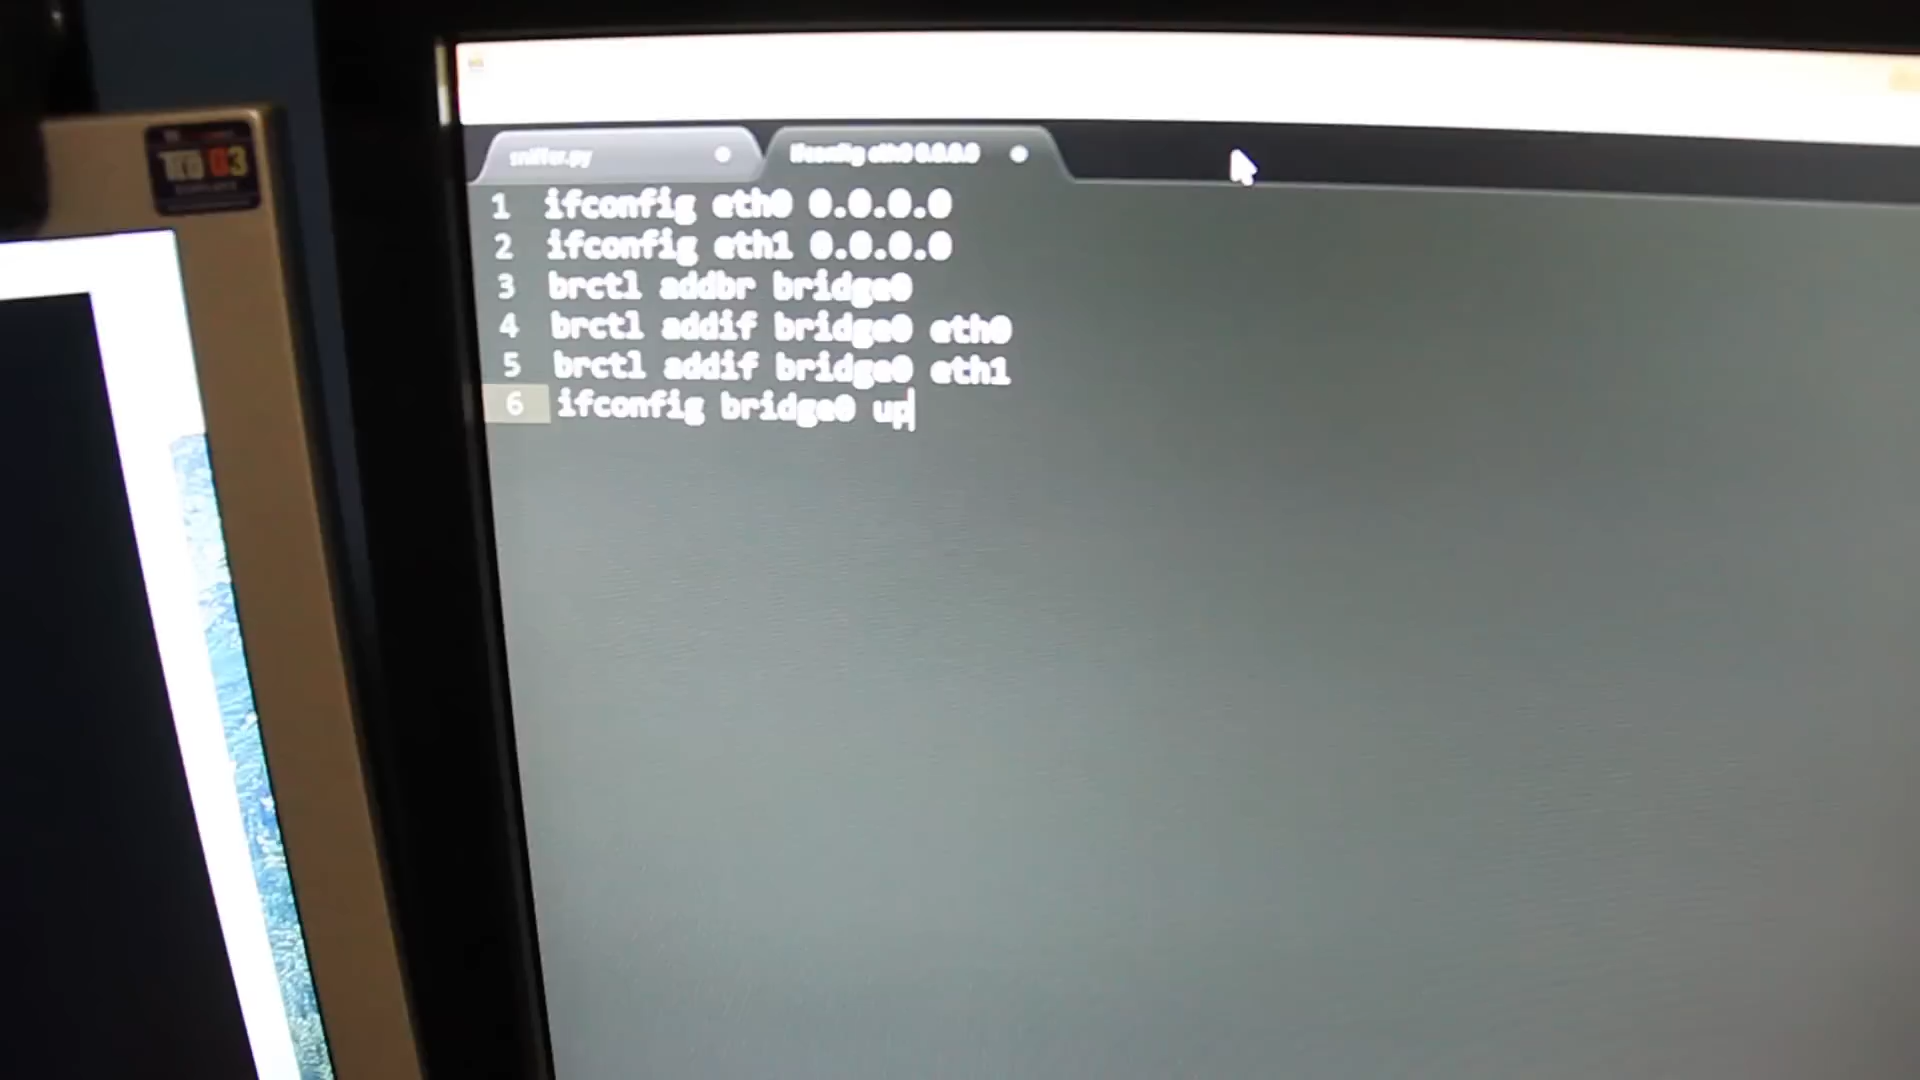 TCO 03
sniffer.py
ifconfig eth0 0.0.0.0
1 ifconfig eth0 0.0.0.0
2 ifconfig eth1 0.0.0.0
3 brctl addbr bridge0
4 brctl addif bridge0 eth0
5 brctl addif bridge0 eth1
6 ifconfig bridge0 up